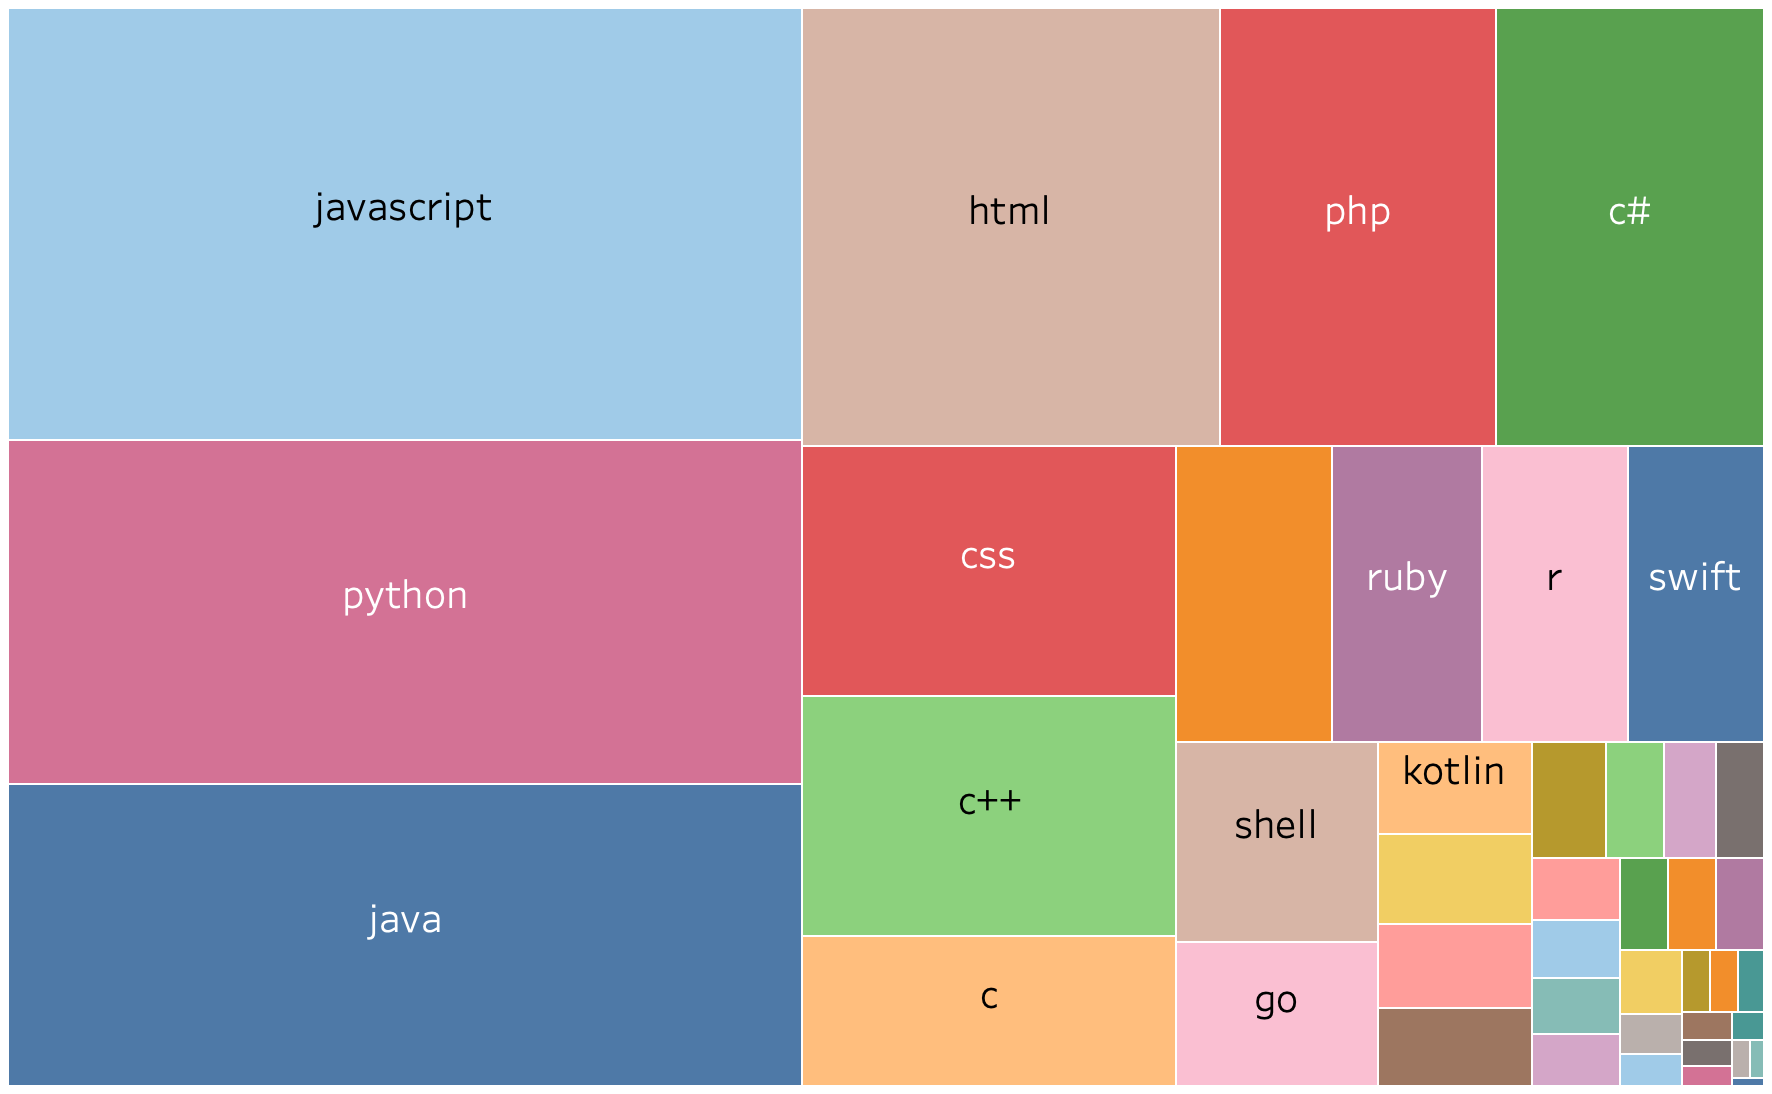 javascript
html
php
c#
python
css
ruby
r
swift
c++
kotlin
shell
java
c
go